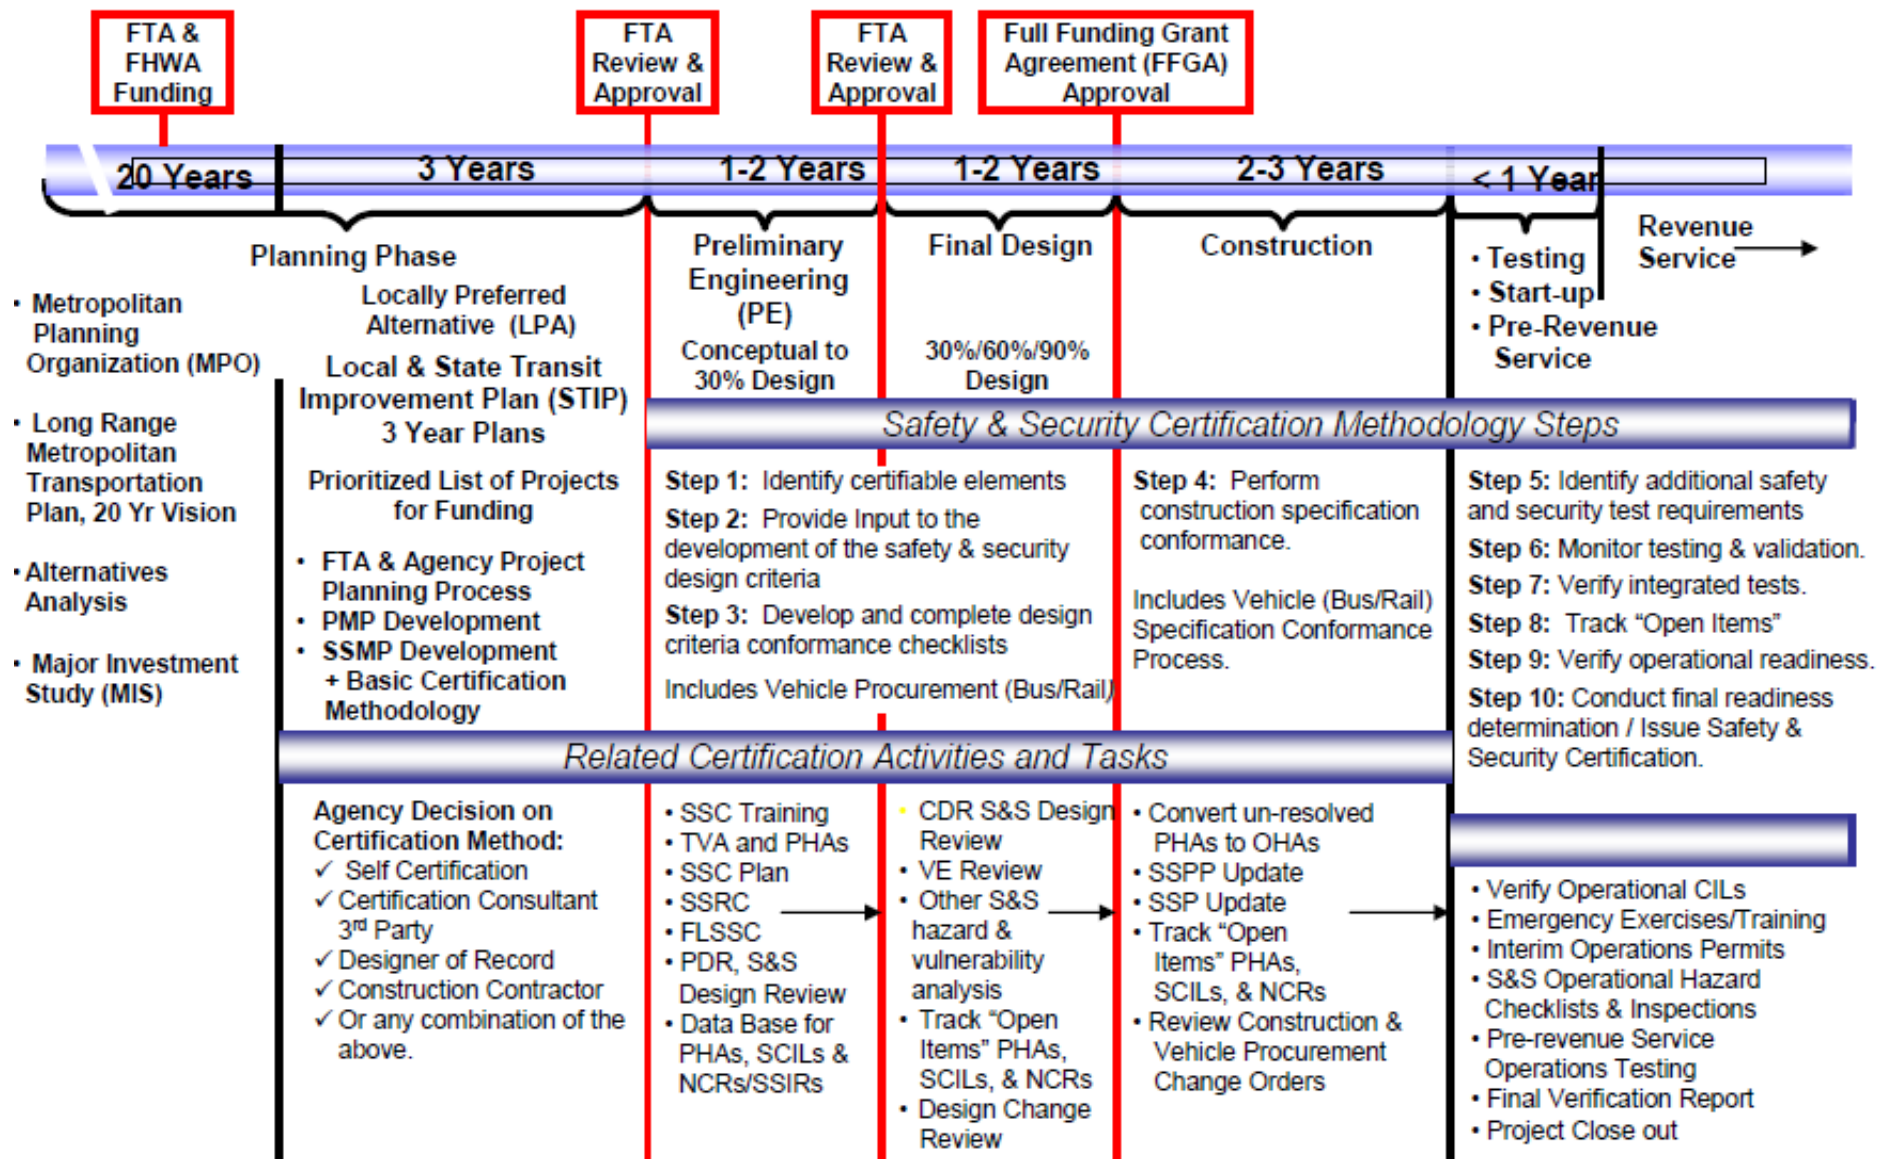 FTA &
FHWA
Funding
FTA
Review &
Approval
FTA
Review &
Approval
Full Funding Grant
Agreement (FFGA)
Approval
20 Years
3 Years
1-2 Years
1-2 Years
2-3 Years
< 1 Year
Planning Phase
Preliminary
Engineering
(PE)
Final Design
Construction
• Testing
• Start-up
• Pre-Revenue
Service
Revenue
Service
• Metropolitan
Planning
Organization (MPO)
• Long Range
Metropolitan
Transportation
Plan, 20 Yr Vision
• Alternatives
Analysis
• Major Investment
Study (MIS)
Locally Preferred
Alternative (LPA)
Local & State Transit
Improvement Plan (STIP)
3 Year Plans
Prioritized List of Projects
for Funding
• FTA & Agency Project
Planning Process
• PMP Development
• SSMP Development
+ Basic Certification
Methodology
Conceptual to
30% Design
30%/60%/90%
Design
Safety & Security Certification Methodology Steps
Step 1: Identify certifiable elements
Step 2: Provide Input to the
development of the safety & security
design criteria
Step 3: Develop and complete design
criteria conformance checklists
Includes Vehicle Procurement (Bus/Rail)
Step 4: Perform
construction specification
conformance.
Includes Vehicle (Bus/Rail)
Specification Conformance
Process.
Step 5: Identify additional safety
and security test requirements
Step 6: Monitor testing & validation.
Step 7: Verify integrated tests.
Step 8: Track “Open Items”
Step 9: Verify operational readiness.
Step 10: Conduct final readiness
determination / Issue Safety &
Security Certification.
Related Certification Activities and Tasks
Agency Decision on
Certification Method:
✓ Self Certification
✓ Certification Consultant
3rd Party
✓ Designer of Record
✓ Construction Contractor
✓ Or any combination of the
above.
• SSC Training
• TVA and PHAs
• SSC Plan
• SSRC
• FLSSC
• PDR, S&S
Design Review
• Data Base for
PHAs, SCILs &
NCRs/SSIRs
• CDR S&S Design
Review
• VE Review
• Other S&S
hazard &
vulnerability
analysis
• Track “Open
Items” PHAs,
SCILs, & NCRs
• Design Change
Review
• Convert un-resolved
PHAs to OHAs
• SSPP Update
• SSP Update
• Track “Open
Items” PHAs,
SCILs, & NCRs
• Review Construction &
Vehicle Procurement
Change Orders
• Verify Operational CILs
• Emergency Exercises/Training
• Interim Operations Permits
• S&S Operational Hazard
Checklists & Inspections
• Pre-revenue Service
Operations Testing
• Final Verification Report
• Project Close out